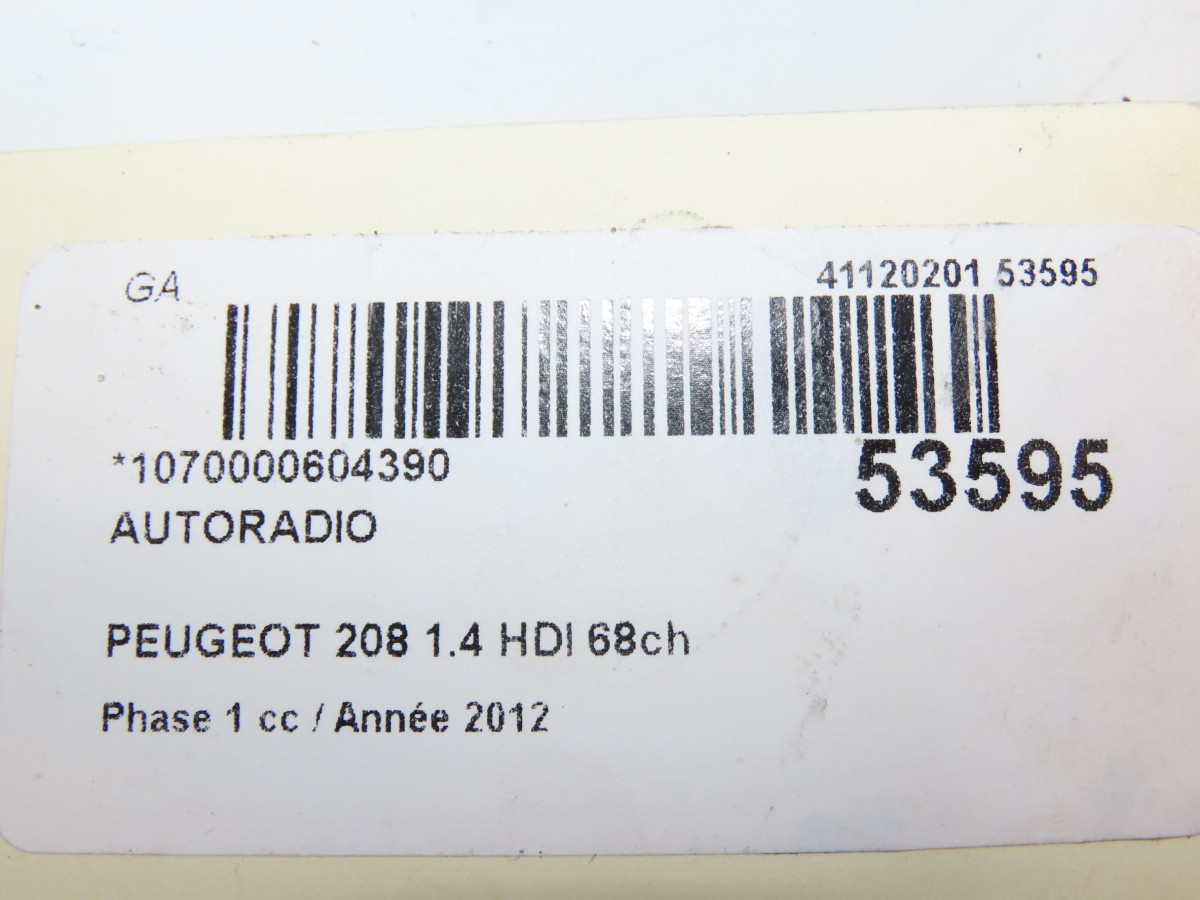 GA 41120201 53595
*1070000604390 53595
AUTORADIO
PEUGEOT 208 1.4 HDI 68ch
Phase 1 cc / Année 2012